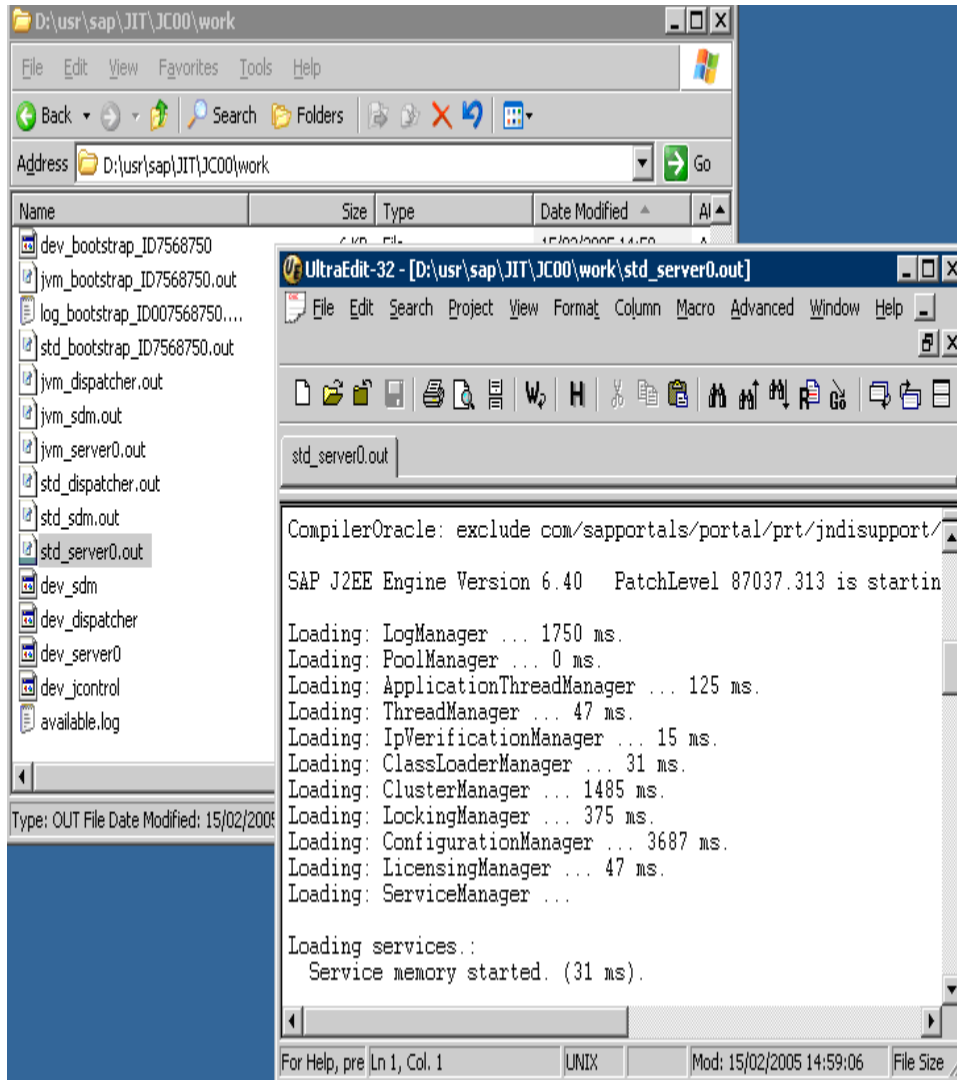 D:\usr\sap\JIT\JC00\work
File Edit View Favorites Tools Help
Back Search Folders
Address D:\usr\sap\JIT\JC00\work Go
Name Size Type Date Modified
dev_bootstrap_ID7568750
jvm_bootstrap_ID7568750.out
log_bootstrap_ID007568750....
std_bootstrap_ID7568750.out
jvm_dispatcher.out
jvm_sdm.out
jvm_server0.out
std_dispatcher.out
std_sdm.out
std_server0.out
dev_sdm
dev_dispatcher
dev_server0
dev_jcontrol
available.log
Type: OUT File Date Modified: 15/02/2005
UltraEdit-32 - [D:\usr\sap\JIT\JC00\work\std_server0.out]
File Edit Search Project View Format Column Macro Advanced Window Help
std_server0.out
CompilerOracle: exclude com/sapportals/portal/prt/jndisupport/
SAP J2EE Engine Version 6.40 PatchLevel 87037.313 is startin
Loading: LogManager ... 1750 ms.
Loading: PoolManager ... 0 ms.
Loading: ApplicationThreadManager ... 125 ms.
Loading: ThreadManager ... 47 ms.
Loading: IpVerificationManager ... 15 ms.
Loading: ClassLoaderManager ... 31 ms.
Loading: ClusterManager ... 1485 ms.
Loading: LockingManager ... 375 ms.
Loading: ConfigurationManager ... 3687 ms.
Loading: LicensingManager ... 47 ms.
Loading: ServiceManager ...
Loading services.:
Service memory started. (31 ms).
For Help, pre Ln 1, Col. 1 UNIX Mod: 15/02/2005 14:59:06 File Size